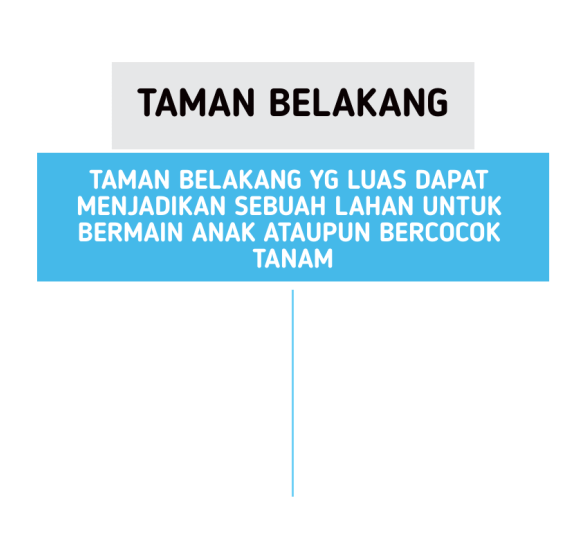 TAMAN BELAKANG
TAMAN BELAKANG YG LUAS DAPAT
MENJADIKAN SEBUAH LAHAN UNTUK
BERMAIN ANAK ATAUPUN BERCOCOK
TANAM